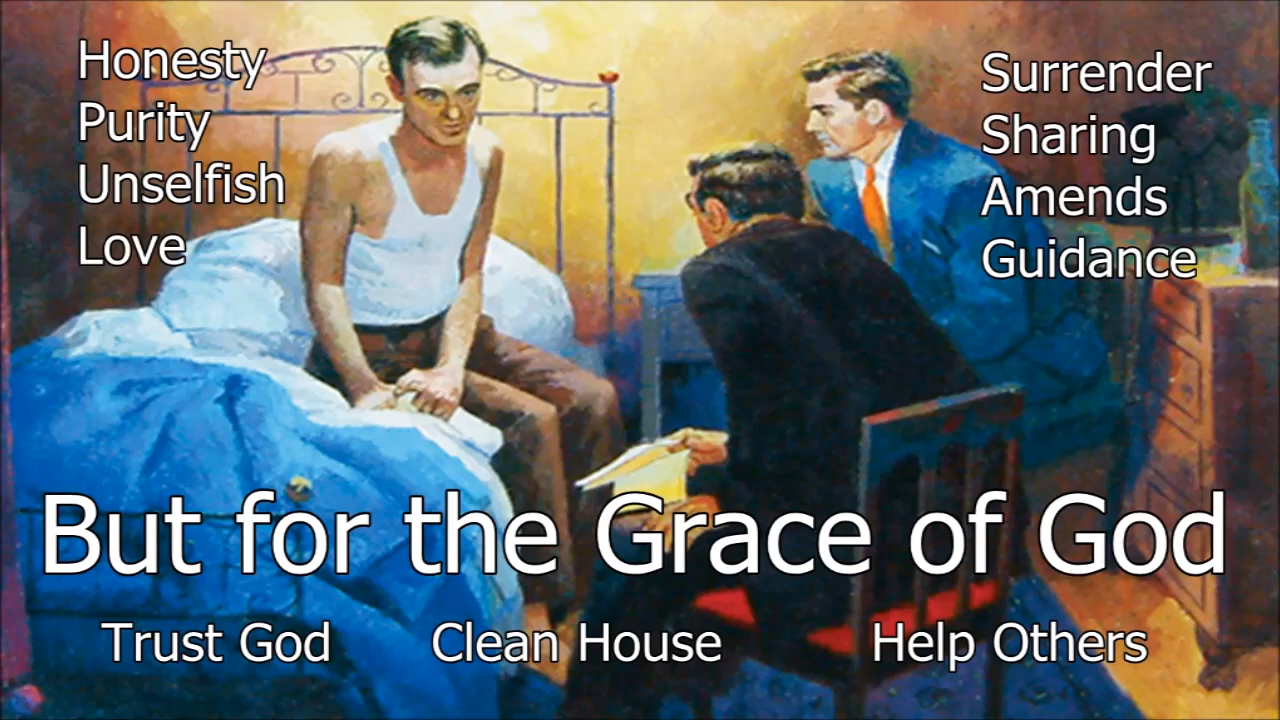 Honesty
Purity
Unselfish
Love
Surrender
Sharing
Amends
Guidance
But for the Grace of God
Trust God Clean House Help Others